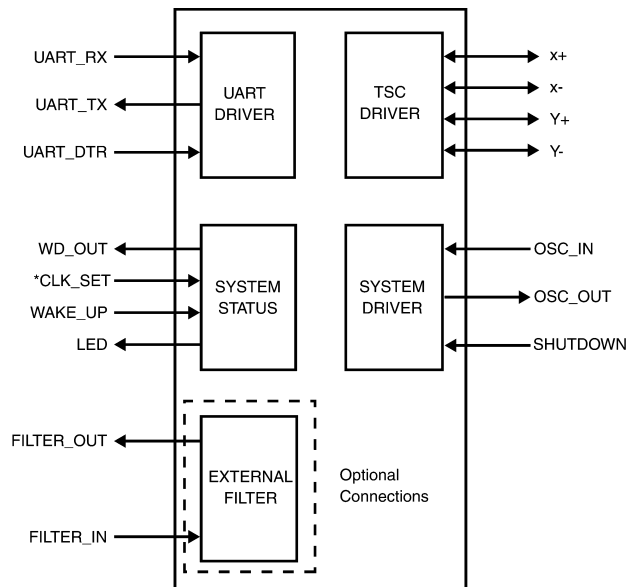 UART_RX
UART_TX
UART_DTR
UART
DRIVER
TSC
DRIVER
x+
x-
Y+
Y-
WD_OUT
*CLK_SET
WAKE_UP
LED
SYSTEM
STATUS
SYSTEM
DRIVER
OSC_IN
OSC_OUT
SHUTDOWN
FILTER_OUT
FILTER_IN
EXTERNAL
FILTER
Optional
Connections